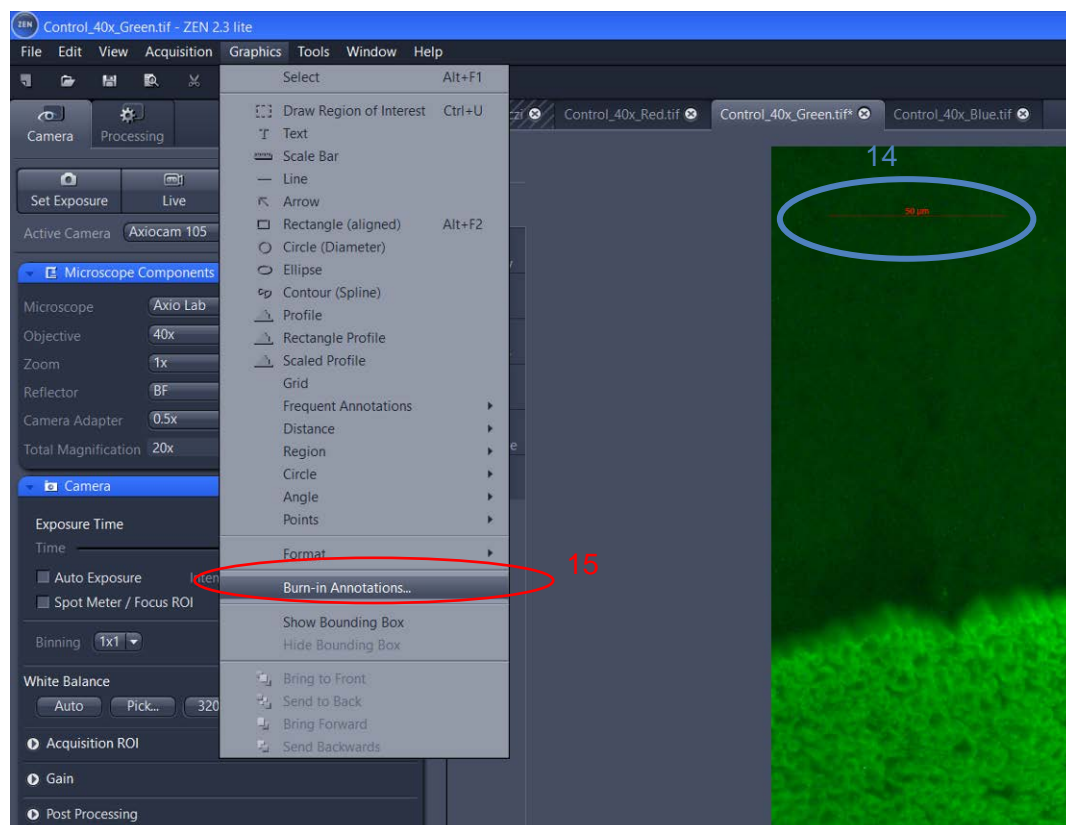 ZEN Control_40x_Green.tif - ZEN 2.3 lite
File Edit View Acquisition Graphics Tools Window Help
Camera Processing
Set Exposure Live
Active Camera Axiocam 105
Microscope Components
Microscope Axio Lab
Objective 40x
Zoom 1x
Reflector BF
Camera Adapter 0.5x
Total Magnification 20x
Camera
Exposure Time
Time
Auto Exposure
Spot Meter / Focus ROI
Binning 1x1
White Balance
Auto Pick... 320
Acquisition ROI
Gain
Post Processing
Select Alt+F1
Draw Region of Interest Ctrl+U
Text
Scale Bar
Line
Arrow
Rectangle (aligned) Alt+F2
Circle (Diameter)
Ellipse
Contour (Spline)
Profile
Rectangle Profile
Scaled Profile
Grid
Frequent Annotations
Distance
Region
Circle
Angle
Points
Format
Burn-in Annotations...
15
Show Bounding Box
Hide Bounding Box
Bring to Front
Send to Back
Bring Forward
Send Backwards
Control_40x_Red.tif Control_40x_Green.tif* Control_40x_Blue.tif
14
50 µm